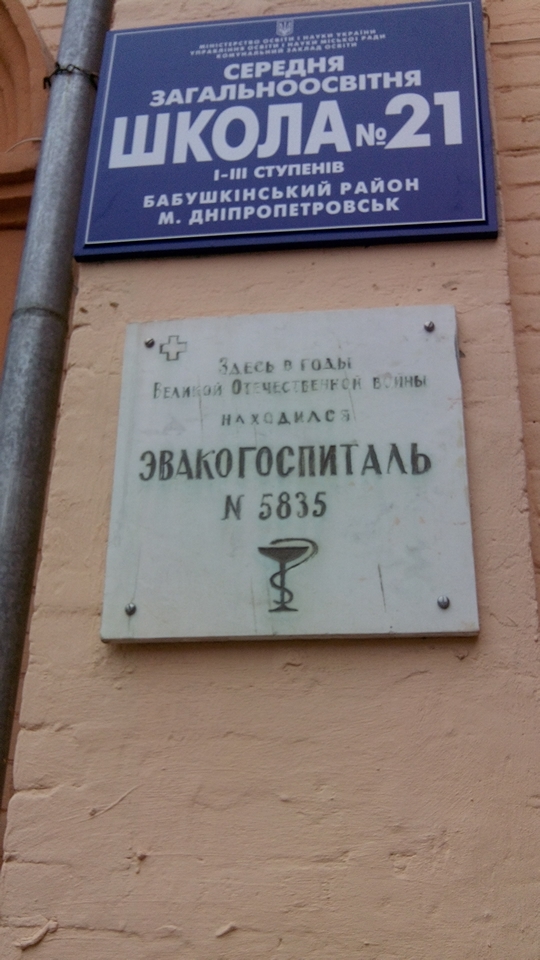 МІНІСТЕРСТВО ОСВІТИ І НАУКИ УКРАЇНИ
УПРАВЛІННЯ ОСВІТИ І НАУКИ МІСЬКОЇ РАДИ
КОМУНАЛЬНИЙ ЗАКЛАД ОСВІТИ
СЕРЕДНЯ
ЗАГАЛЬНООСВІТНЯ
ШКОЛА №21
І-ІІІ СТУПЕНІВ
БАБУШКІНСЬКИЙ РАЙОН
М. ДНІПРОПЕТРОВСЬК
ЗДЕСЬ В ГОДЫ
ВЕЛИКОЙ ОТЕЧЕСТВЕННОЙ ВОЙНЫ
НАХОДИЛСЯ
ЭВАКОГОСПИТАЛЬ
N 5835